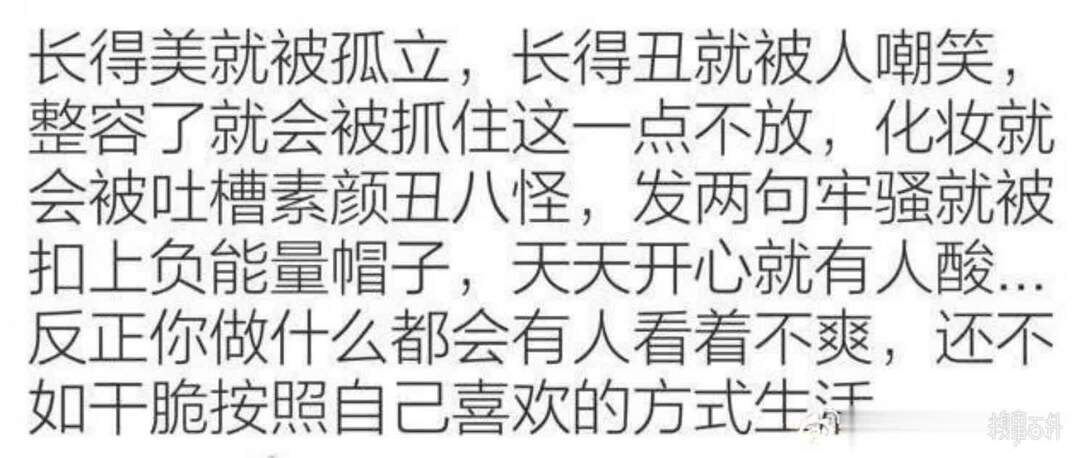 长得美就被孤立，长得丑就被人嘲笑，
整容了就会被抓住这一点不放，化妆就
会被吐槽素颜丑八怪，发两句牢骚就被
扣上负能量帽子，天天开心就有人酸...
反正你做什么都会有人看着不爽，还不
如干脆按照自己喜欢的方式生活